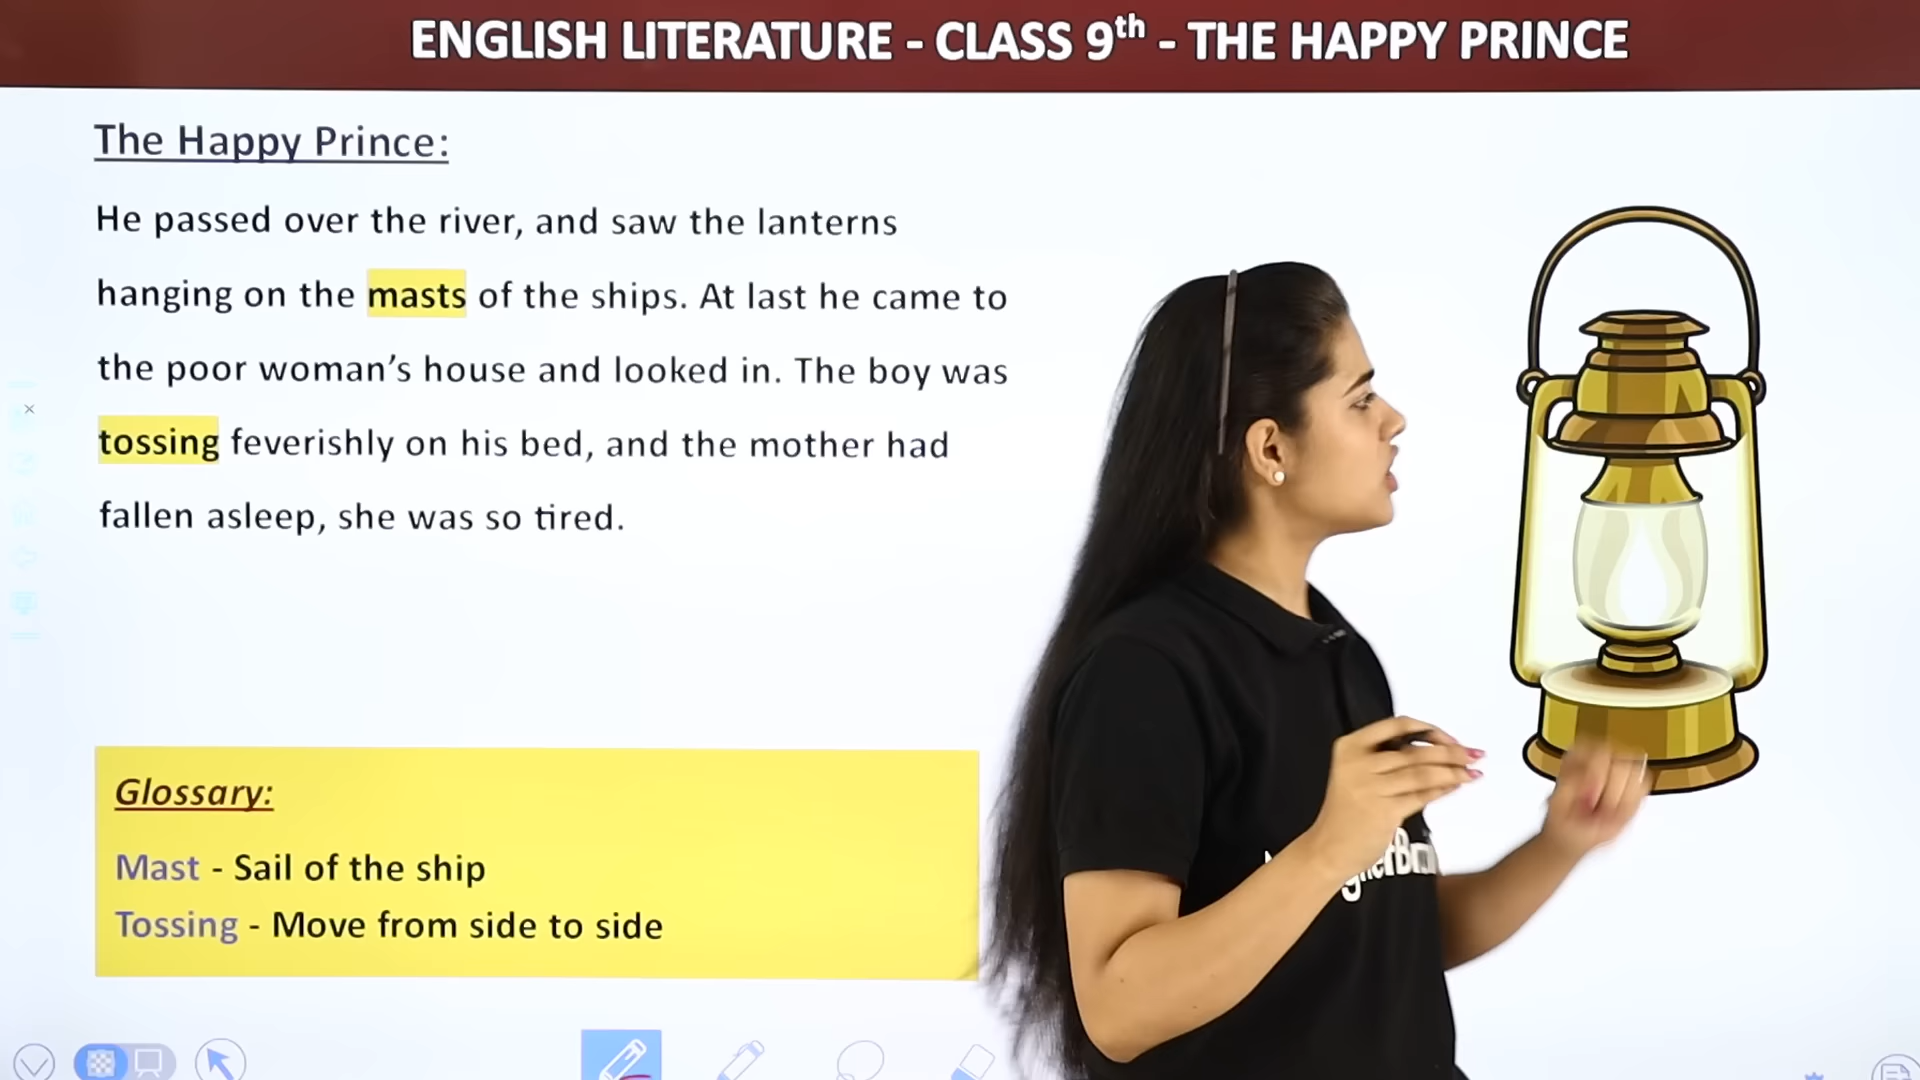 ENGLISH LITERATURE - CLASS 9th - THE HAPPY PRINCE
The Happy Prince:
He passed over the river, and saw the lanterns
hanging on the masts of the ships. At last he came to
the poor woman’s house and looked in. The boy was
tossing feverishly on his bed, and the mother had
fallen asleep, she was so tired.
Glossary:
Mast - Sail of the ship
Tossing - Move from side to side